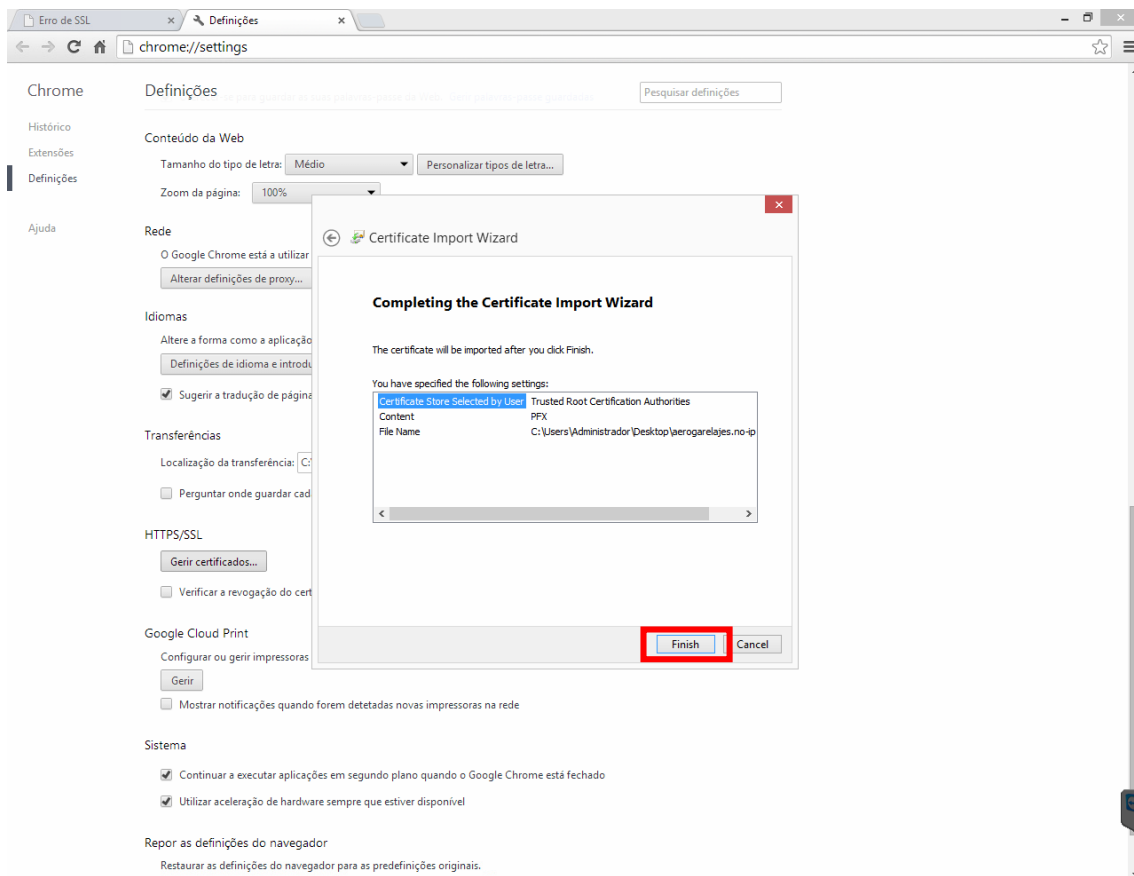 Erro de SSL
Definições
chrome://settings
Chrome
Definições
Pesquisar definições
Histórico
Extensões
Definições
Ajuda
Conteúdo da Web
Tamanho do tipo de letra: Médio Personalizar tipos de letra...
Zoom da página: 100%
Rede
O Google Chrome está a utilizar
Alterar definições de proxy...
Idiomas
Altere a forma como a aplicação
Definições de idioma e introdu
Sugerir a tradução de página
Transferências
Localização da transferência: C:
Perguntar onde guardar cad
HTTPS/SSL
Gerir certificados...
Verificar a revogação do cert
Google Cloud Print
Configurar ou gerir impressoras
Gerir
Mostrar notificações quando forem detetadas novas impressoras na rede
Sistema
Continuar a executar aplicações em segundo plano quando o Google Chrome está fechado
Utilizar aceleração de hardware sempre que estiver disponível
Repor as definições do navegador
Restaurar as definições do navegador para as predefinições originais.
Certificate Import Wizard
Completing the Certificate Import Wizard
The certificate will be imported after you click Finish.
You have specified the following settings:
Certificate Store Selected by User Trusted Root Certification Authorities
Content PFX
File Name C:\Users\Administrador\Desktop\aerogarelajes.no-ip
Finish Cancel